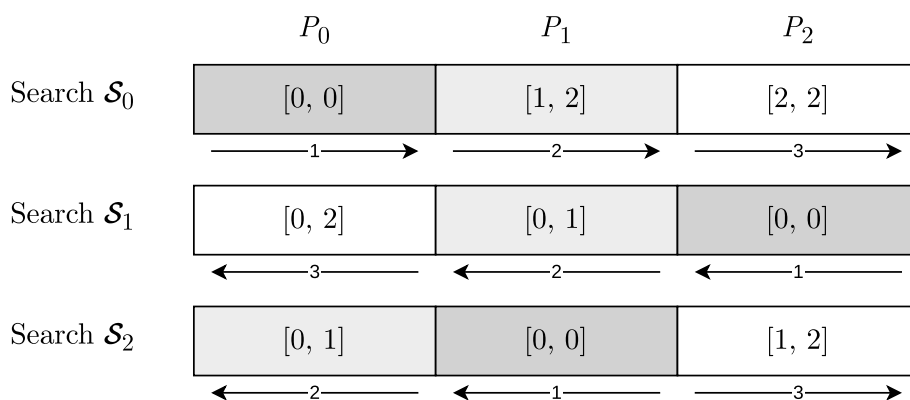 P₀ P₁ P₂
Search 𝓢₀ [0, 0] [1, 2] [2, 2]
1 2 3
Search 𝓢₁ [0, 2] [0, 1] [0, 0]
3 2 1
Search 𝓢₂ [0, 1] [0, 0] [1, 2]
2 1 3